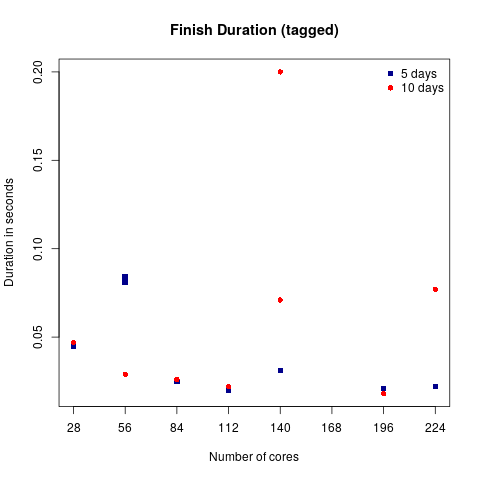 Finish Duration (tagged)
5 days
10 days
0.20
0.15
0.10
0.05
Duration in seconds
28 56 84 112 140 168 196 224
Number of cores